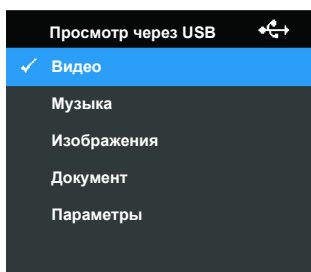 Просмотр через USB
Видео
Музыка
Изображения
Документ
Параметры